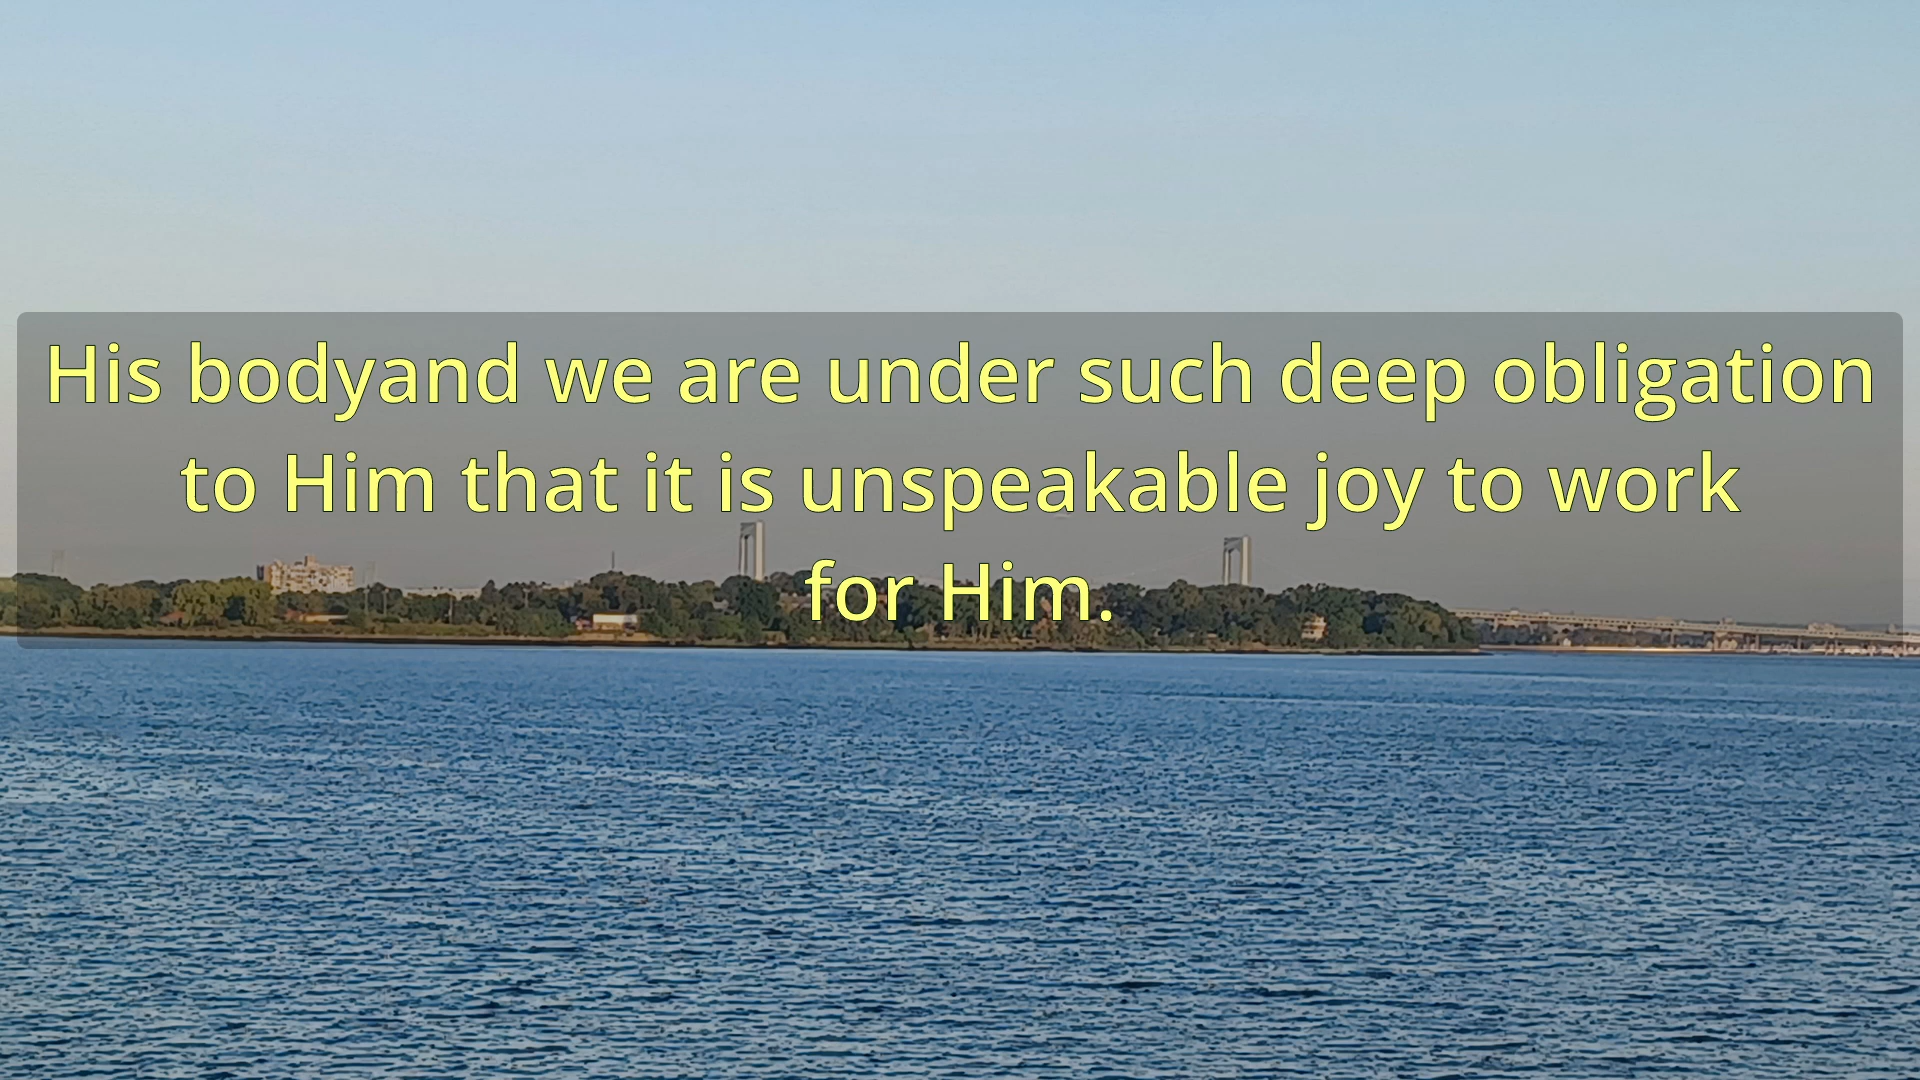 His bodyand we are under such deep obligation
to Him that it is unspeakable joy to work
for Him.